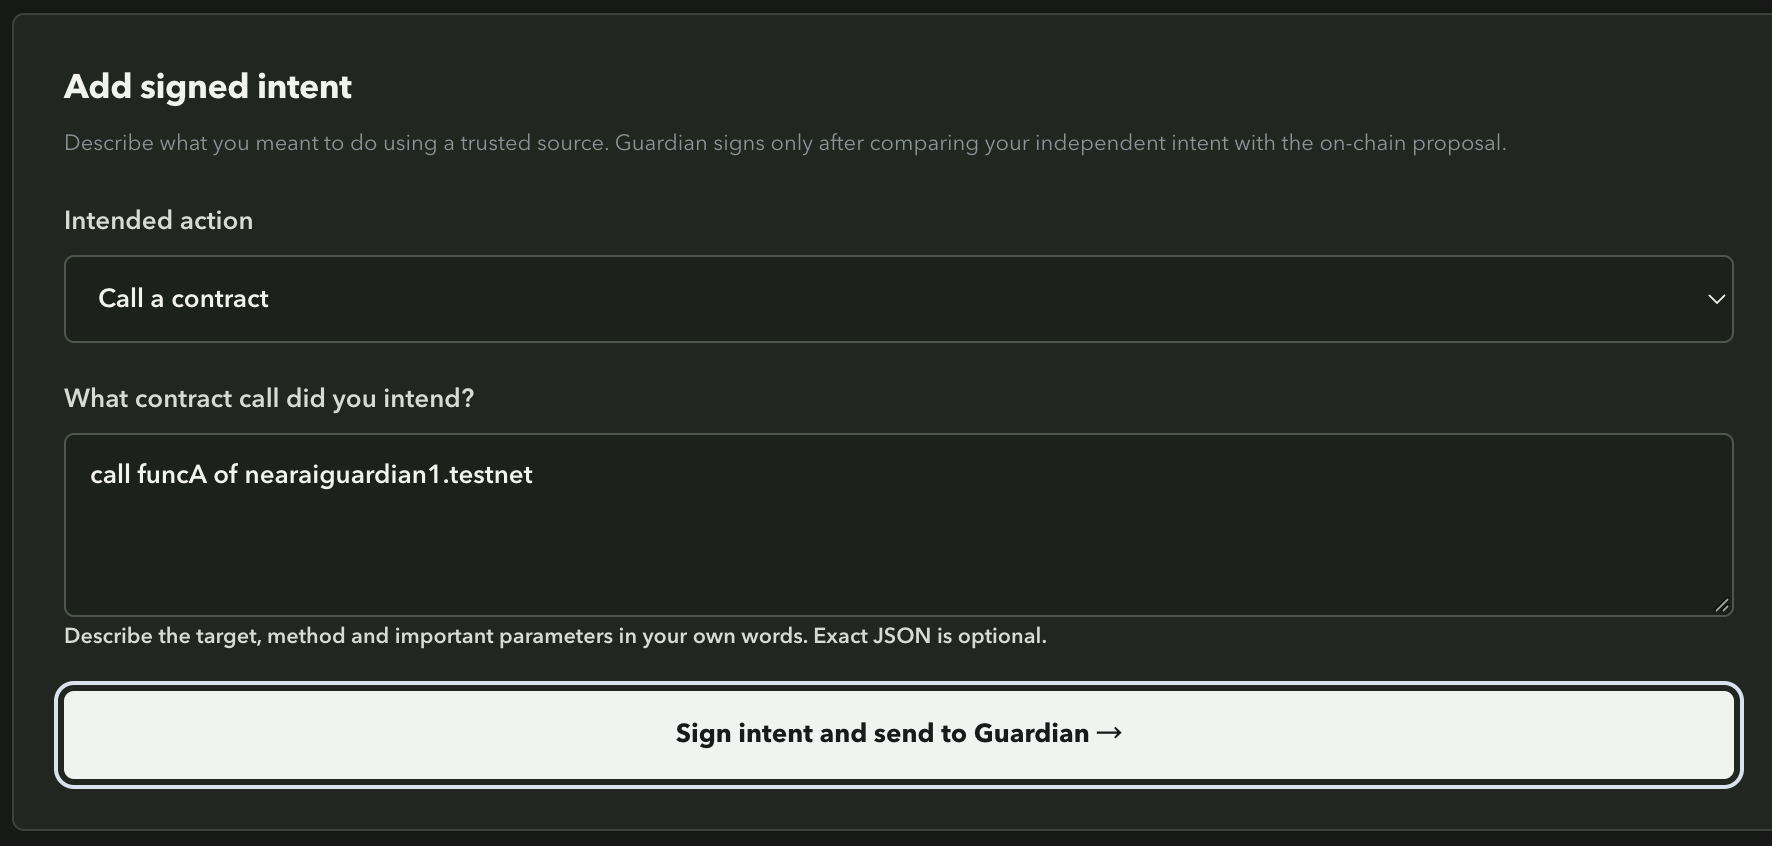 Add signed intent
Describe what you meant to do using a trusted source. Guardian signs only after comparing your independent intent with the on-chain proposal.
Intended action
Call a contract
What contract call did you intend?
call funcA of nearaiguardian1.testnet
Describe the target, method and important parameters in your own words. Exact JSON is optional.
Sign intent and send to Guardian →